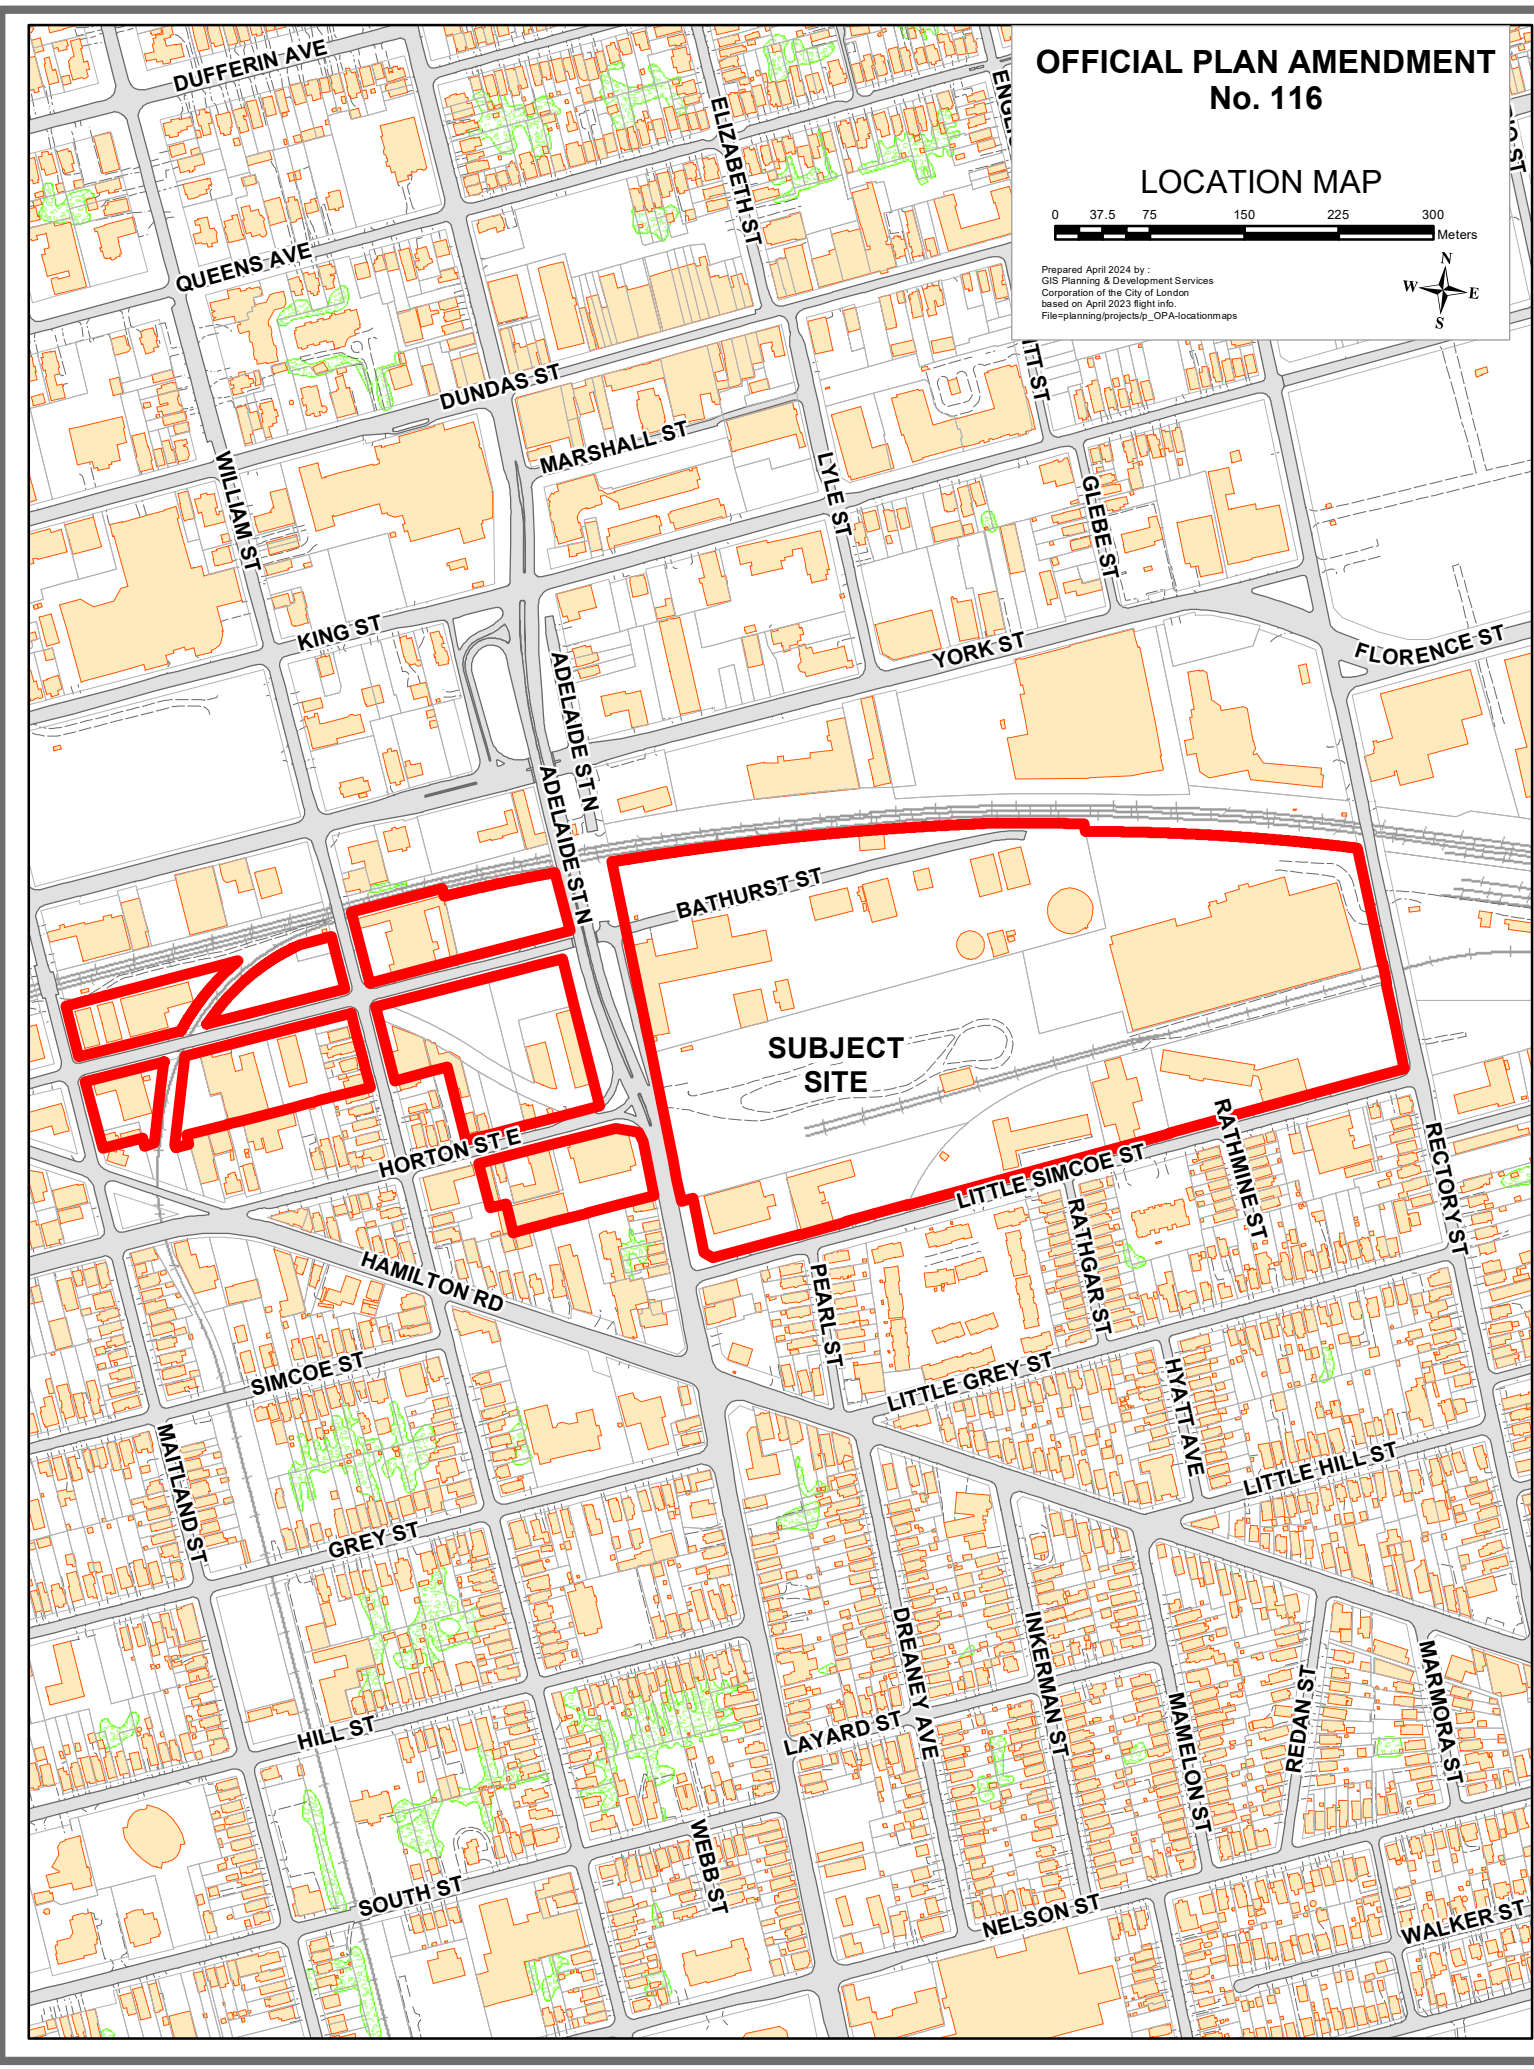 OFFICIAL PLAN AMENDMENT
No. 116
LOCATION MAP
0 37.5 75 150 225 300
Meters
Prepared April 2024 by :
GIS Planning & Development Services
Corporation of the City of London
based on April 2023 flight info.
File=planning/projects/p_OPA-locationmaps
N
W E
S
DUFFERIN AVE
ELIZABETH ST
QUEENS AVE
DUNDAS ST
MARSHALL ST
WILLIAM ST
LYLE ST
GLEBE ST
KING ST
YORK ST
FLORENCE ST
ADELAIDE ST N
ADELAIDE ST N
BATHURST ST
SUBJECT
SITE
HORTON ST E
LITTLE SIMCOE ST
RATHMINE ST
RECTORY ST
RATHGAR ST
HAMILTON RD
PEARL ST
SIMCOE ST
LITTLE GREY ST
HYATT AVE
MAITLAND ST
LITTLE HILL ST
GREY ST
DREANEY AVE
INKERMAN ST
MARMORA ST
REDAN ST
MAMELON ST
HILL ST
LAYARD ST
WEBB ST
SOUTH ST
NELSON ST
WALKER ST